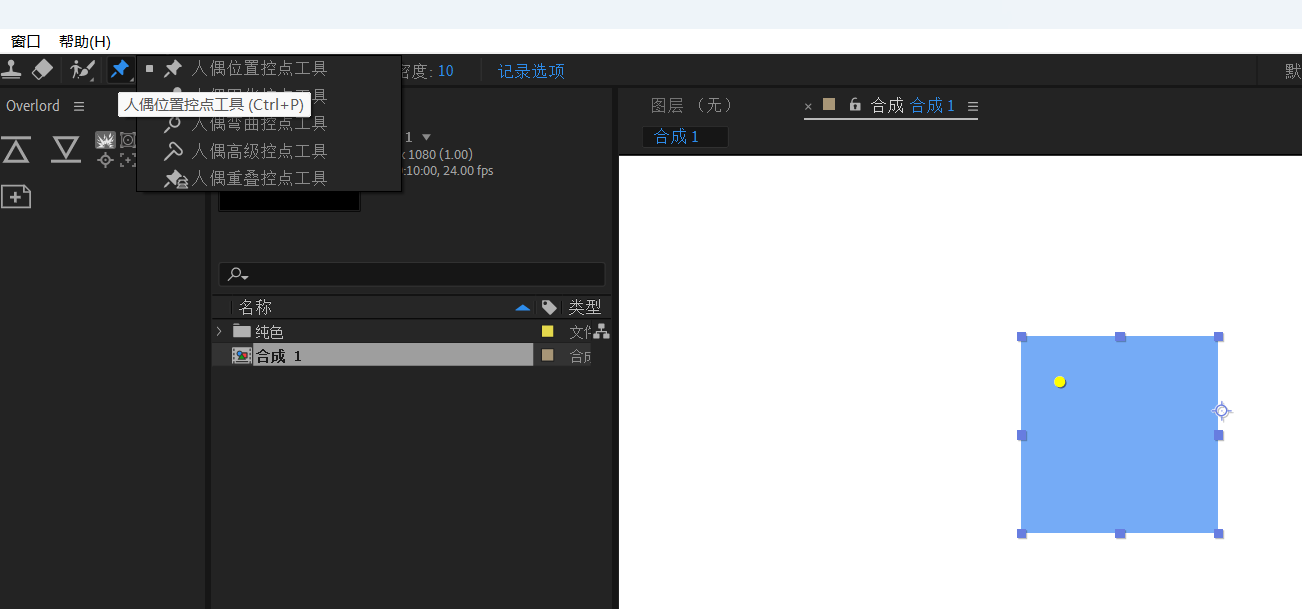 窗口 帮助(H)
人偶位置控点工具
密度: 10
记录选项
默
Overlord
人偶位置控点工具 (Ctrl+P)
人偶弯曲控点工具
人偶高级控点工具
人偶重叠控点工具
1
x 1080 (1.00)
:10:00, 24.00 fps
图层 （无）
× 合成 合成 1
合成 1
名称 类型
纯色 文件
合成 1 合成